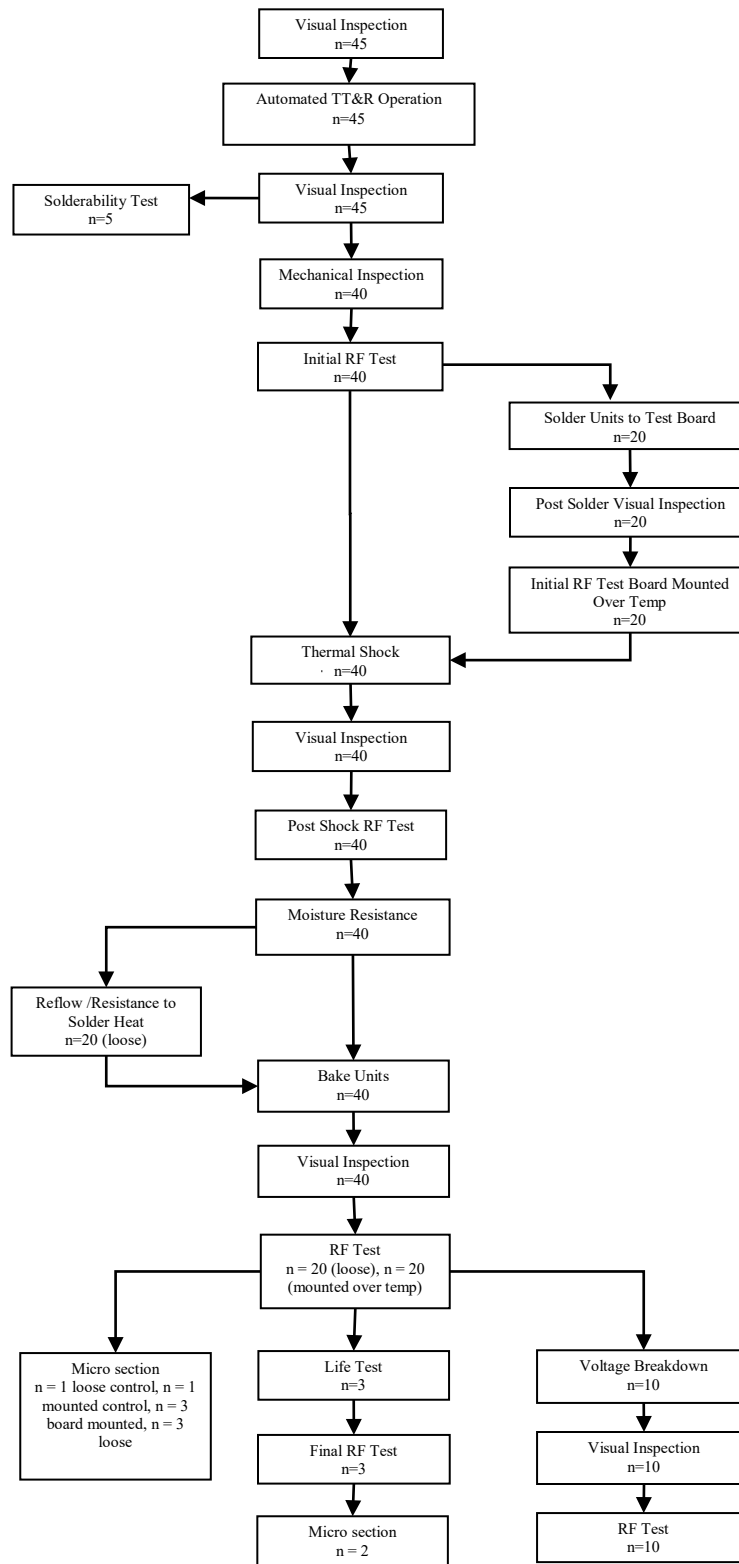 Visual Inspection
n=45
Automated TT&R Operation
n=45
Visual Inspection
n=45
Solderability Test
n=5
Mechanical Inspection
n=40
Initial RF Test
n=40
Solder Units to Test Board
n=20
Post Solder Visual Inspection
n=20
Initial RF Test Board Mounted
Over Temp
n=20
Thermal Shock
n=40
Visual Inspection
n=40
Post Shock RF Test
n=40
Moisture Resistance
n=40
Reflow /Resistance to
Solder Heat
n=20 (loose)
Bake Units
n=40
Visual Inspection
n=40
RF Test
n = 20 (loose), n = 20
(mounted over temp)
Micro section
n = 1 loose control, n = 1
mounted control, n = 3
board mounted, n = 3
loose
Life Test
n=3
Final RF Test
n=3
Micro section
n = 2
Voltage Breakdown
n=10
Visual Inspection
n=10
RF Test
n=10